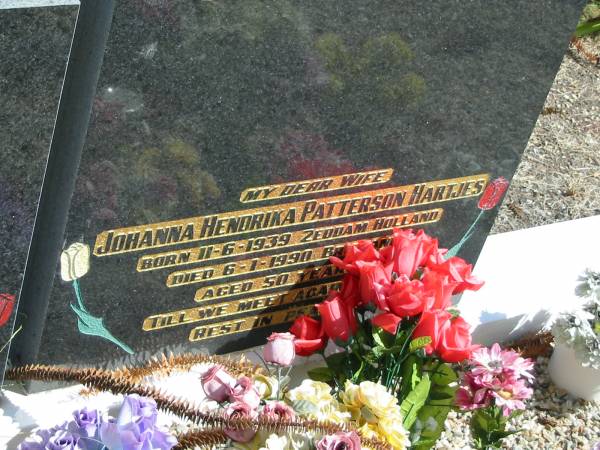 MY DEAR WIFE
JOHANNA HENDRIKA PATTERSON HARTJES
BORN 11-6-1939 ZEDDAM HOLLAND
DIED 6-7-1990
AGED 50
TILL WE MEET
REST IN